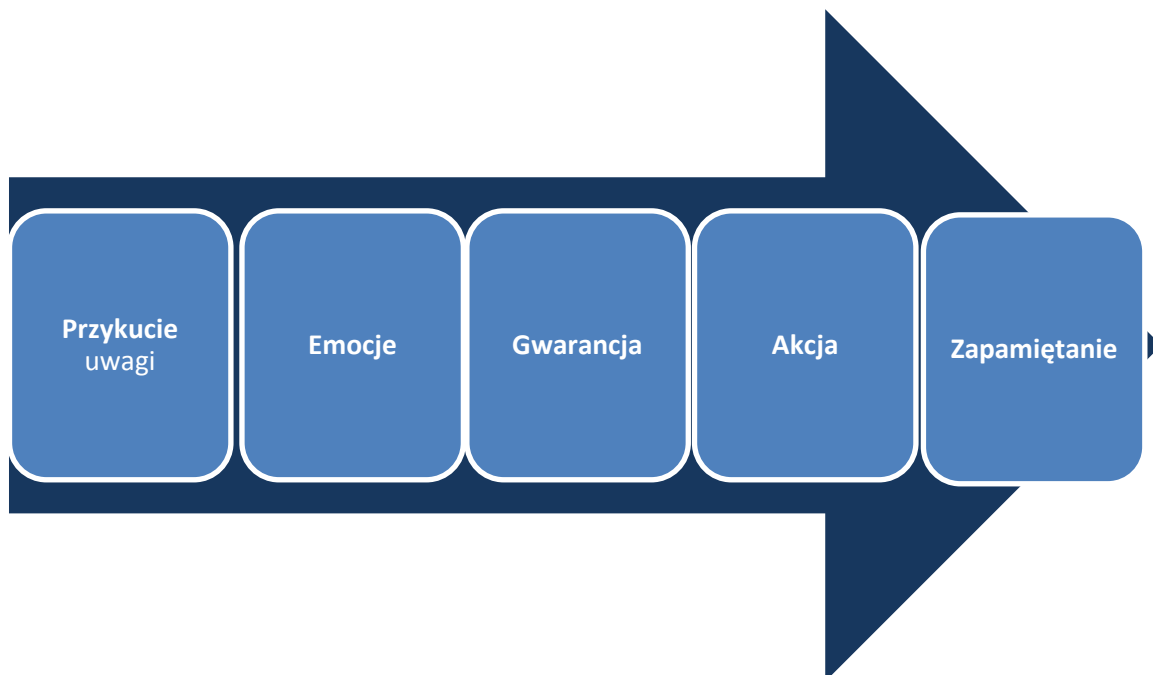 Przykucie
uwagi
Emocje
Gwarancja
Akcja
Zapamiętanie